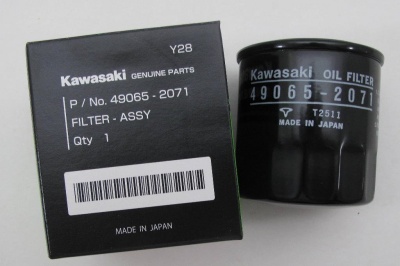 Y28
Kawasaki GENUINE PARTS
P / No. 49065 - 2071
FILTER - ASSY
Qty 1
MADE IN JAPAN
Kawasaki OIL FILTER
49065-2071
T2511
MADE IN JAPAN